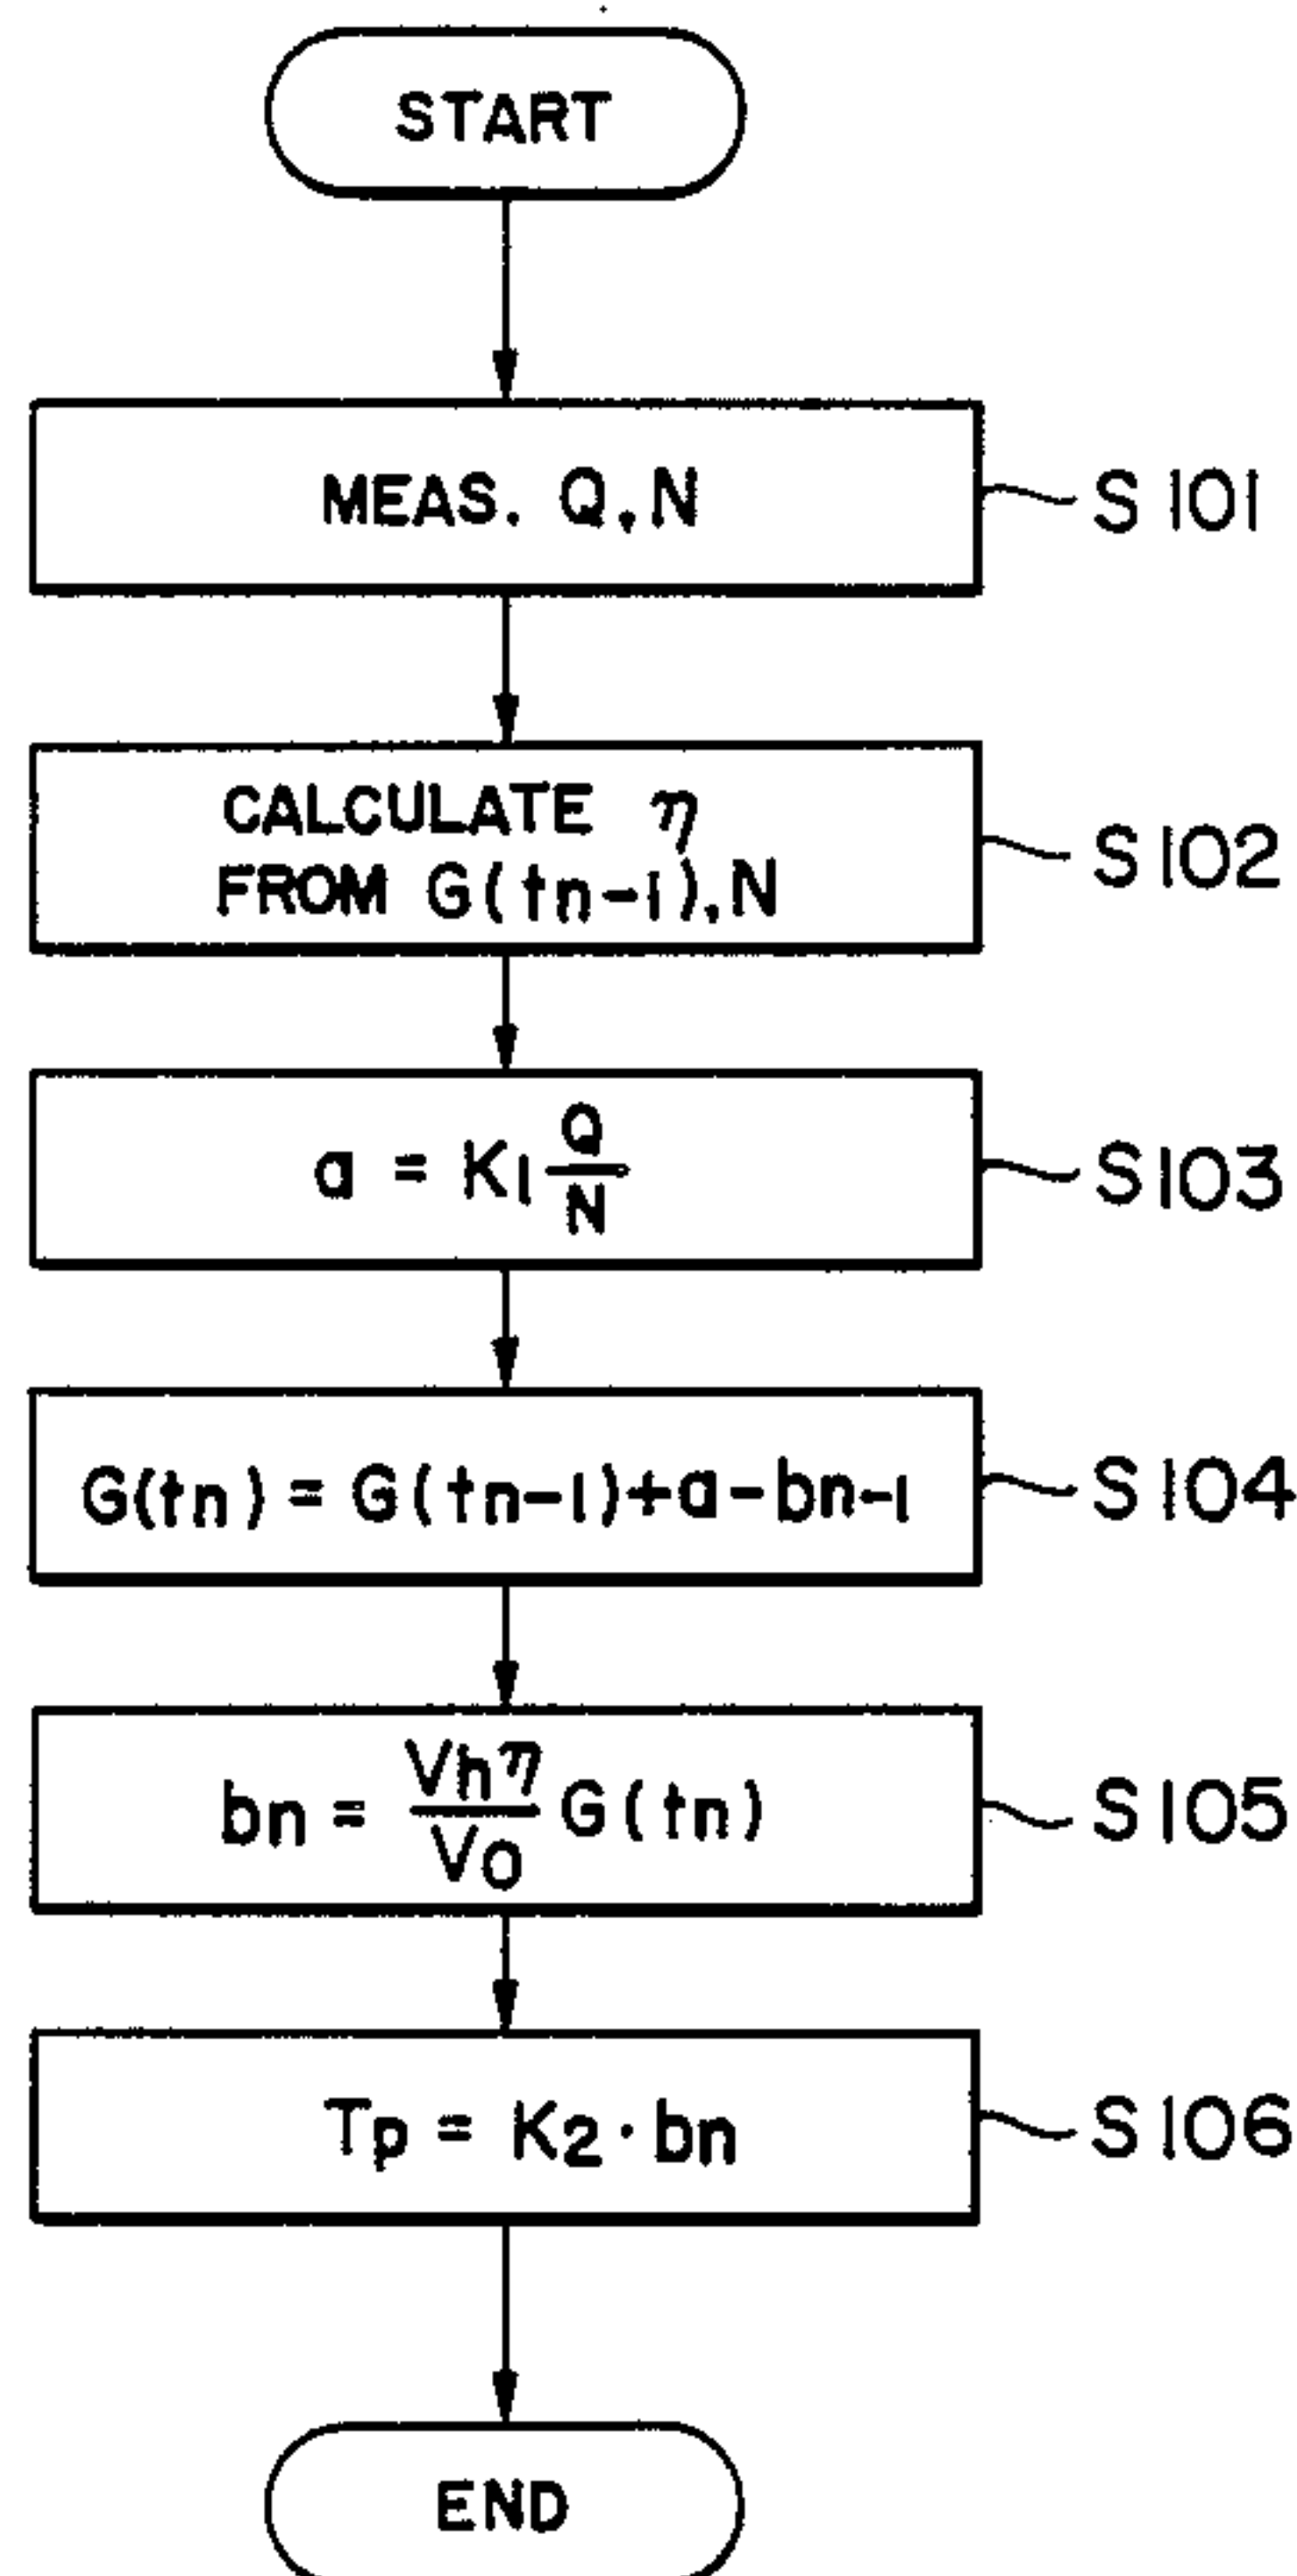 START
MEAS. Q,N
S101
CALCULATE η
FROM G(tn-1),N
S102
a = K1 Q/N
S103
G(tn) = G(tn-1)+a-bn-1
S104
bn = Vhη/Vo G(tn)
S105
Tp = K2·bn
S106
END